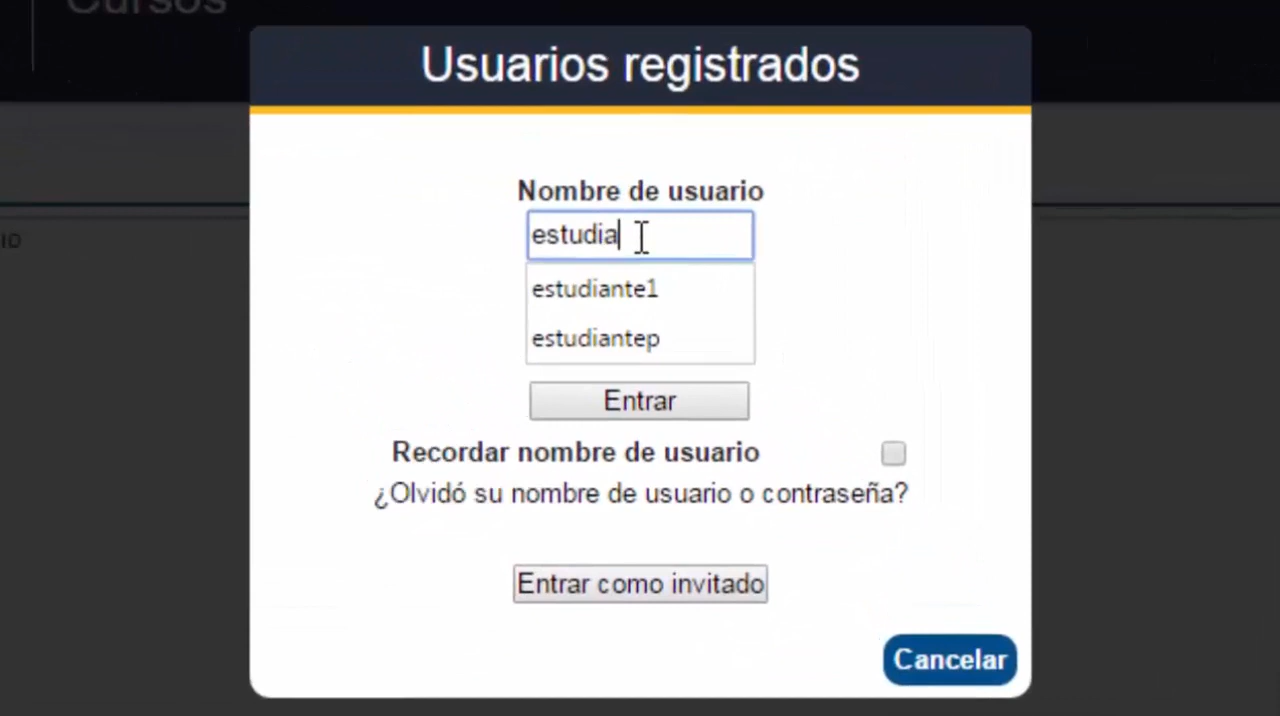 Cursos
Usuarios registrados
Nombre de usuario
estudia
estudiante1
estudiantep
Entrar
Recordar nombre de usuario
¿Olvidó su nombre de usuario o contraseña?
Entrar como invitado
Cancelar